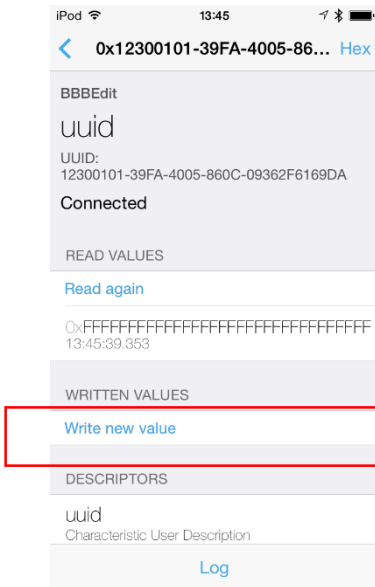 iPod 13:45
0x12300101-39FA-4005-86... Hex
BBBEdit
uuid
UUID:
12300101-39FA-4005-860C-09362F6169DA
Connected
READ VALUES
Read again
0xFFFFFFFFFFFFFFFFFFFFFFFFFFFFFFFF
13:45:39.353
WRITTEN VALUES
Write new value
DESCRIPTORS
uuid
Characteristic User Description
Log